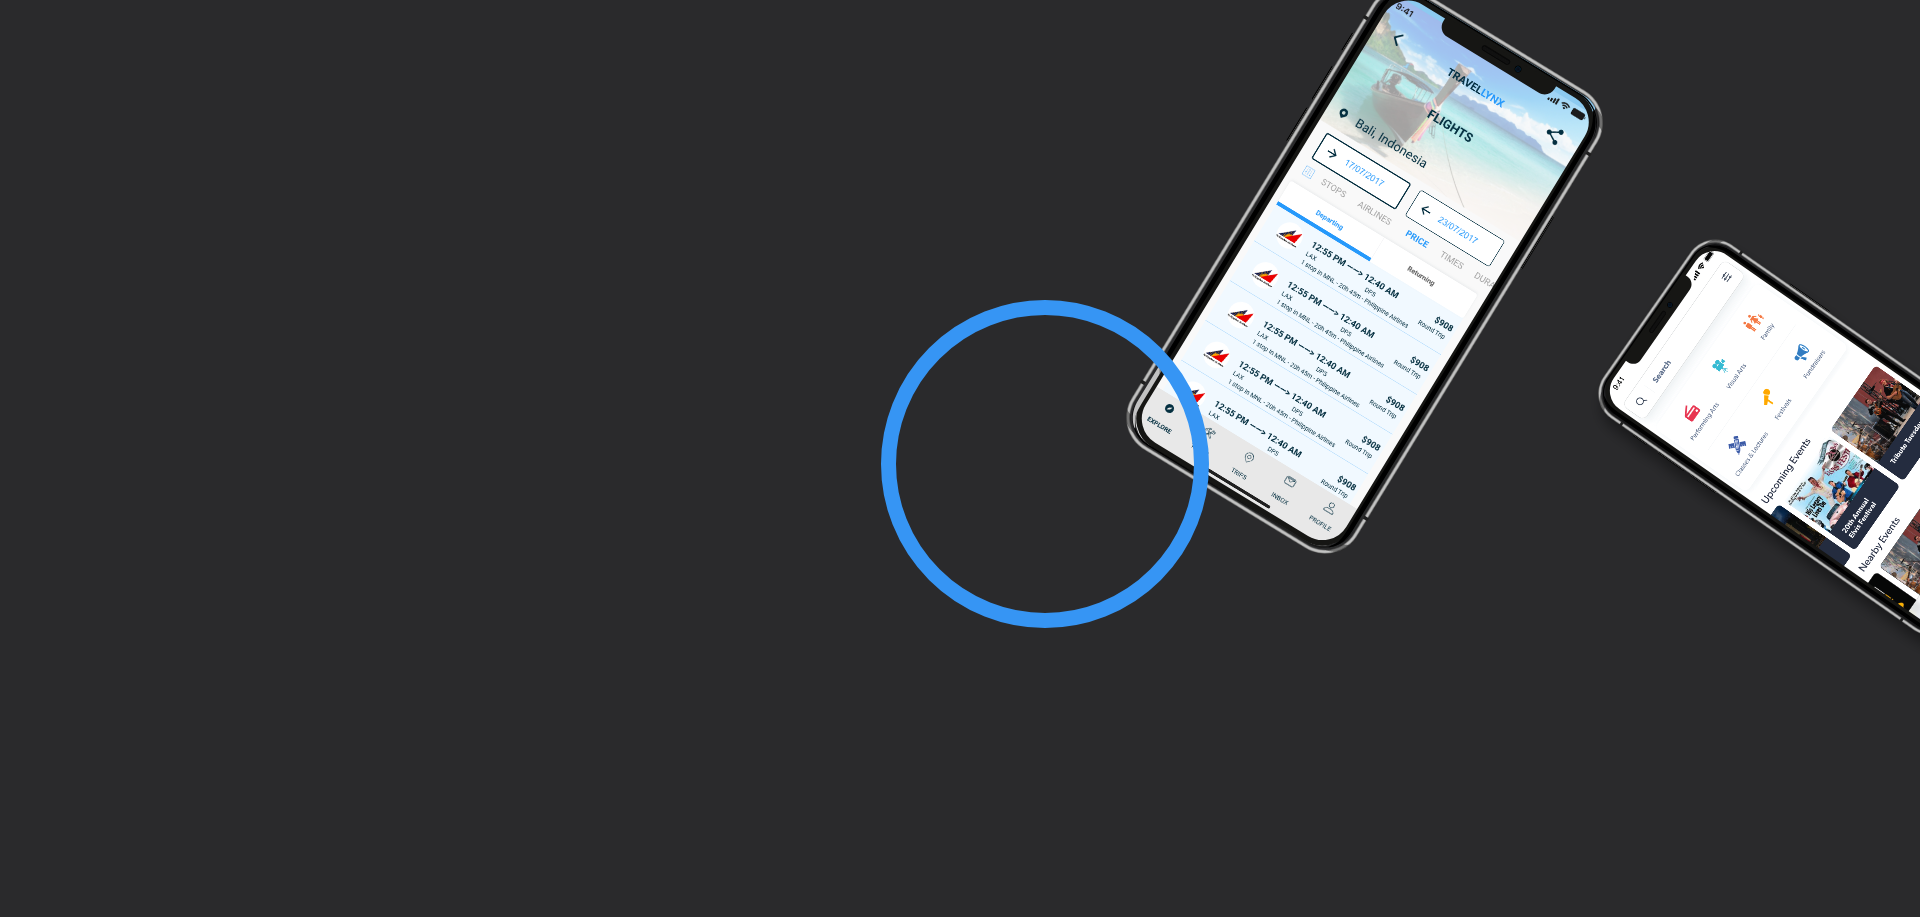 9:41
TRAVELLYNX
FLIGHTS
Bali, Indonesia
17/07/2017
23/07/2017
STOPS
AIRLINES
PRICE
TIMES
DURA
Departing
Returning
12:55 PM 12:40 AM
LAX DPS
1 stop in MNL - 20h 45m - Philippine Airlines
$908
Round Trip
12:55 PM 12:40 AM
LAX DPS
1 stop in MNL - 20h 45m - Philippine Airlines
$908
Round Trip
12:55 PM 12:40 AM
LAX DPS
1 stop in MNL - 20h 45m - Philippine Airlines
$908
Round Trip
12:55 PM 12:40 AM
LAX DPS
1 stop in MNL - 20h 45m - Philippine Airlines
$908
Round Trip
12:55 PM 12:40 AM
LAX DPS
$908
Round Trip
EXPLORE
TRIPS
INBOX
PROFILE
9:41
Search
Performing Arts
Visual Arts
Family
Classes & Lectures
Festivals
Fundraisers
Upcoming Events
20th Annual
Elvis Festival
Tribute Tuesda
Nearby Events